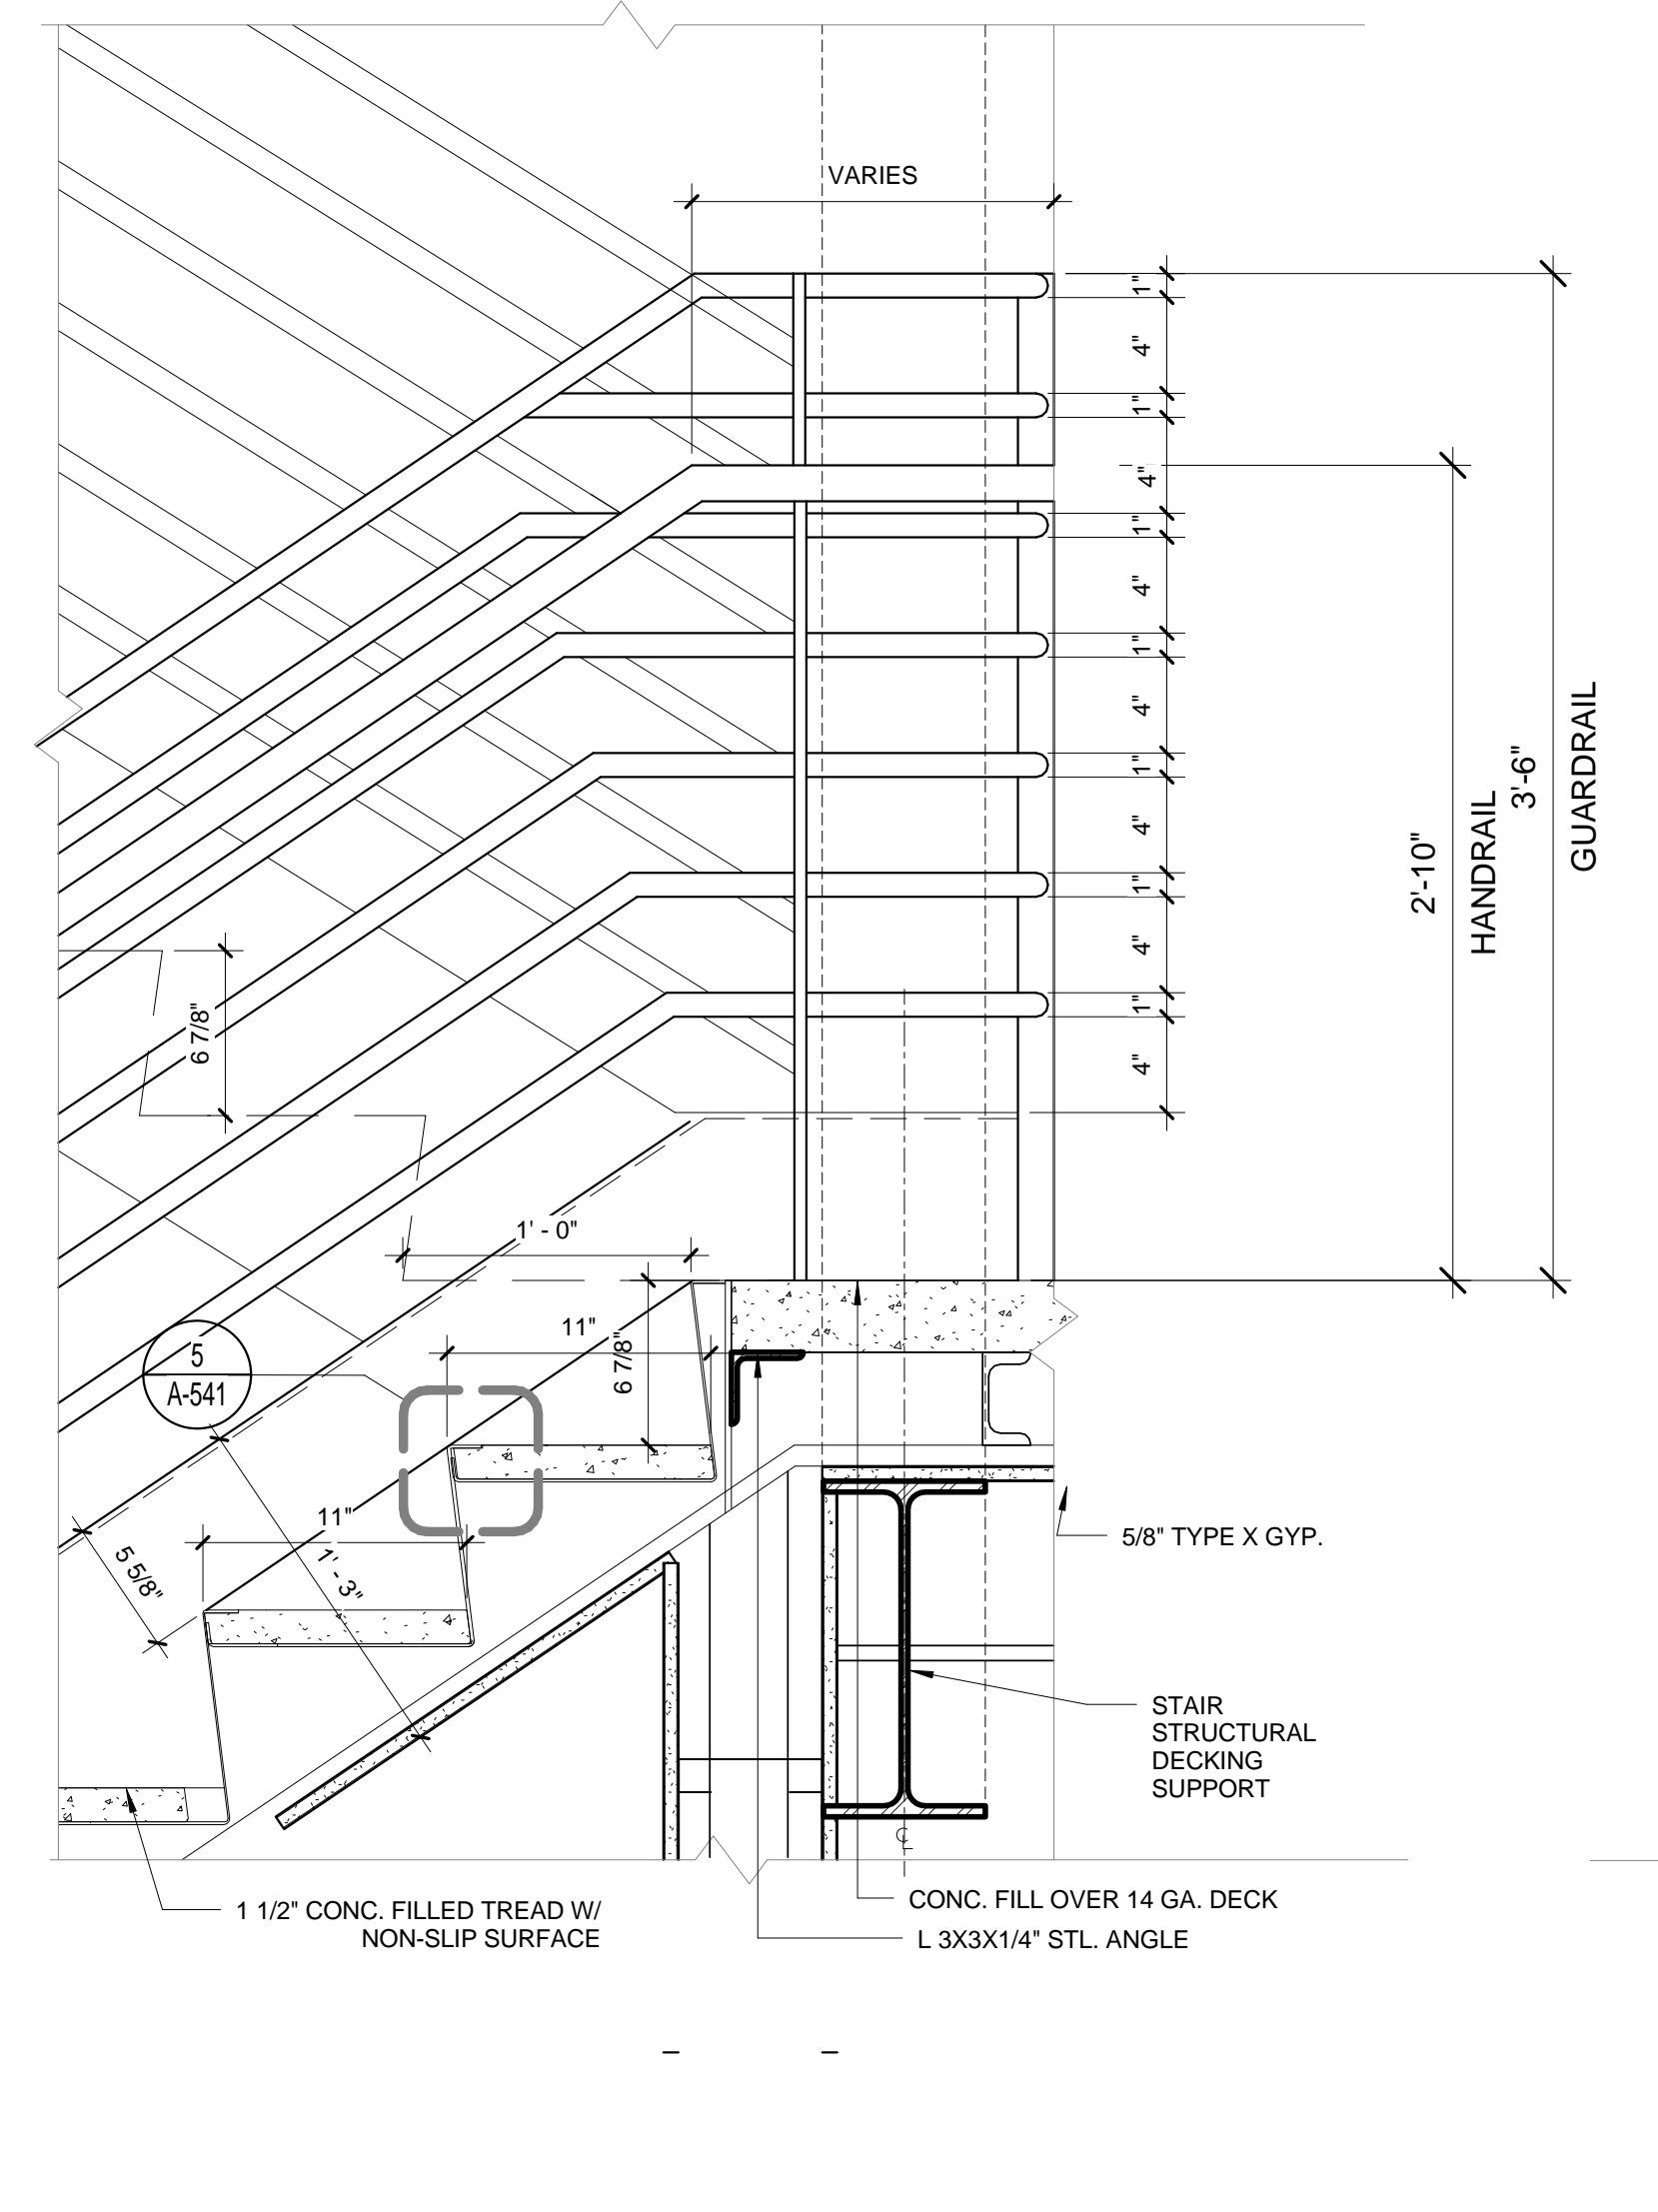 VARIES
1"
4"
1"
4"
1"
4"
1"
4"
1"
4"
1"
4"
1"
4"
2'-10"
HANDRAIL
3'-6"
GUARDRAIL
6 7/8"
1' - 0"
11"
6 7/8"
5
A-541
11"
1' - 3"
5 5/8"
5/8" TYPE X GYP.
STAIR
STRUCTURAL
DECKING
SUPPORT
CL
1 1/2" CONC. FILLED TREAD W/
NON-SLIP SURFACE
CONC. FILL OVER 14 GA. DECK
L 3X3X1/4" STL. ANGLE